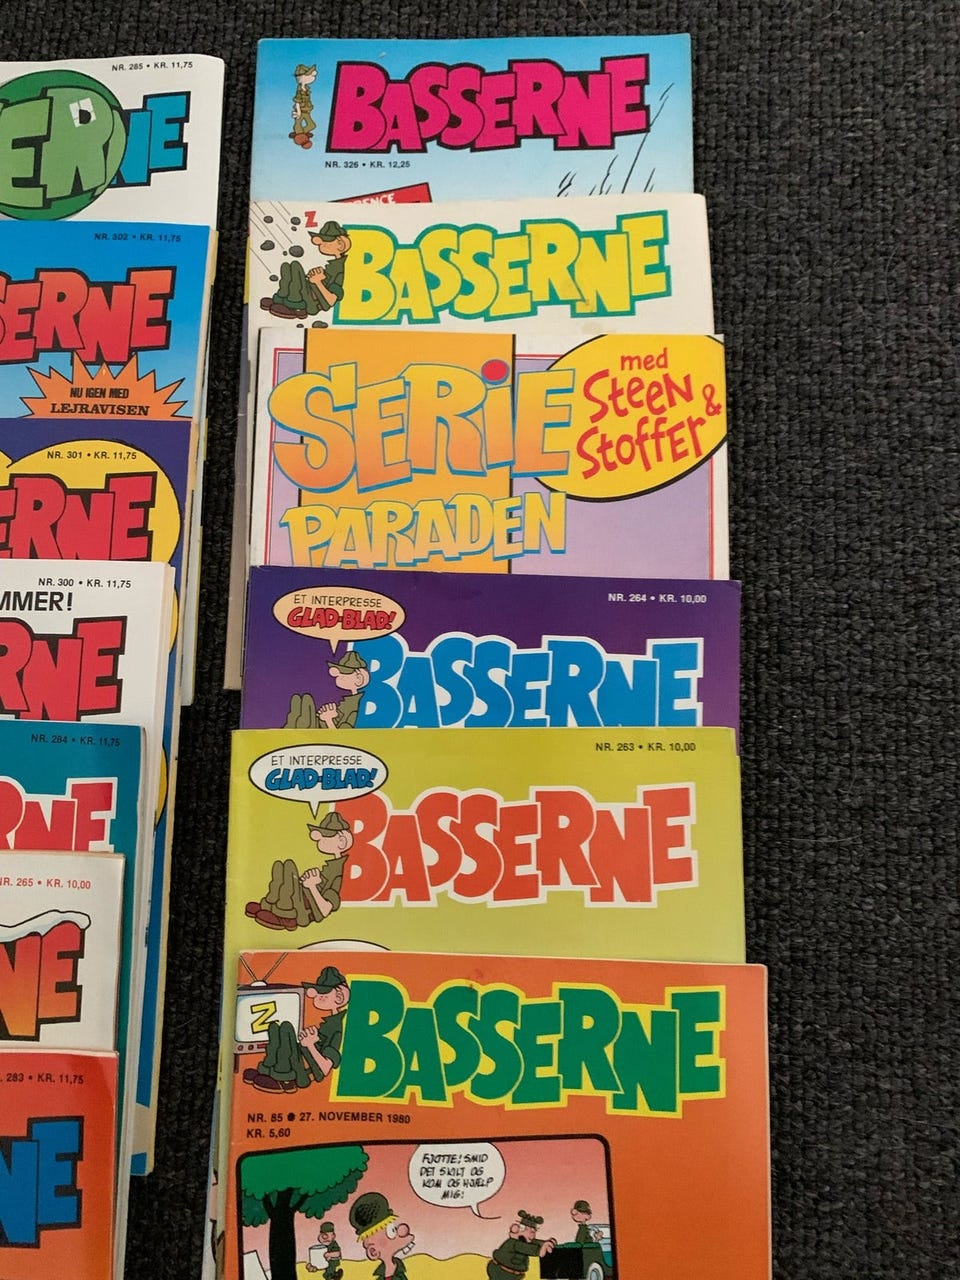 NR. 285 • KR. 11,75
ERNE
NR. 302 • KR. 11,75
SERNE
NU IGEN MED
LEJRAVISEN
NR. 301 • KR. 11,75
ERNE
NR. 300 • KR. 11,75
MMER!
RNE
NR. 284 • KR. 11,75
RNE
NR. 265 • KR. 10,00
NE
. 283 • KR. 11,75
NE
BASSERNE
NR. 326 • KR. 12,25
RENCE
Z
BASSERNE
SERIE
PARADEN
med
Steen &
Stoffer
NR. 264 • KR. 10,00
ET INTERPRESSE
GLAD-BLAD!
BASSERNE
NR. 263 • KR. 10,00
ET INTERPRESSE
GLAD-BLAD!
BASSERNE
Z
BASSERNE
NR. 85 • 27. NOVEMBER 1980
KR. 5,60
FJOTTE! SMID
DET SKILT OG
KOM OG HJÆLP
MIG!